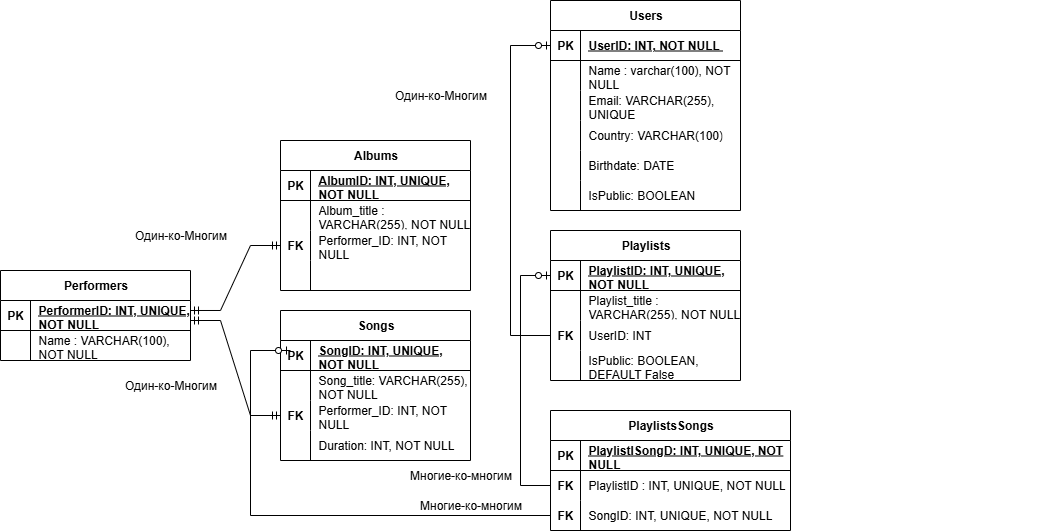 Users
PK
UserID: INT, NOT NULL
Name : varchar(100), NOT
NULL
Email: VARCHAR(255),
UNIQUE
Country: VARCHAR(100)
Birthdate: DATE
IsPublic: BOOLEAN
Один-ко-Многим
Albums
PK
AlbumID: INT, UNIQUE,
NOT NULL
Album_title :
VARCHAR(255), NOT NULL
FK
Performer_ID: INT, NOT
NULL
Один-ко-Многим
Performers
PK
PerformerID: INT, UNIQUE,
NOT NULL
Name : VARCHAR(100),
NOT NULL
Один-ко-Многим
Songs
PK
SongID: INT, UNIQUE,
NOT NULL
Song_title: VARCHAR(255),
NOT NULL
FK
Performer_ID: INT, NOT
NULL
Duration: INT, NOT NULL
Playlists
PK
PlaylistID: INT, UNIQUE,
NOT NULL
Playlist_title :
VARCHAR(255), NOT NULL
FK
UserID: INT
IsPublic: BOOLEAN,
DEFAULT False
PlaylistsSongs
PK
PlaylistlSongD: INT, UNIQUE, NOT
NULL
Многие-ко-многим
FK
PlaylistID : INT, UNIQUE, NOT NULL
Многие-ко-многим
FK
SongID: INT, UNIQUE, NOT NULL